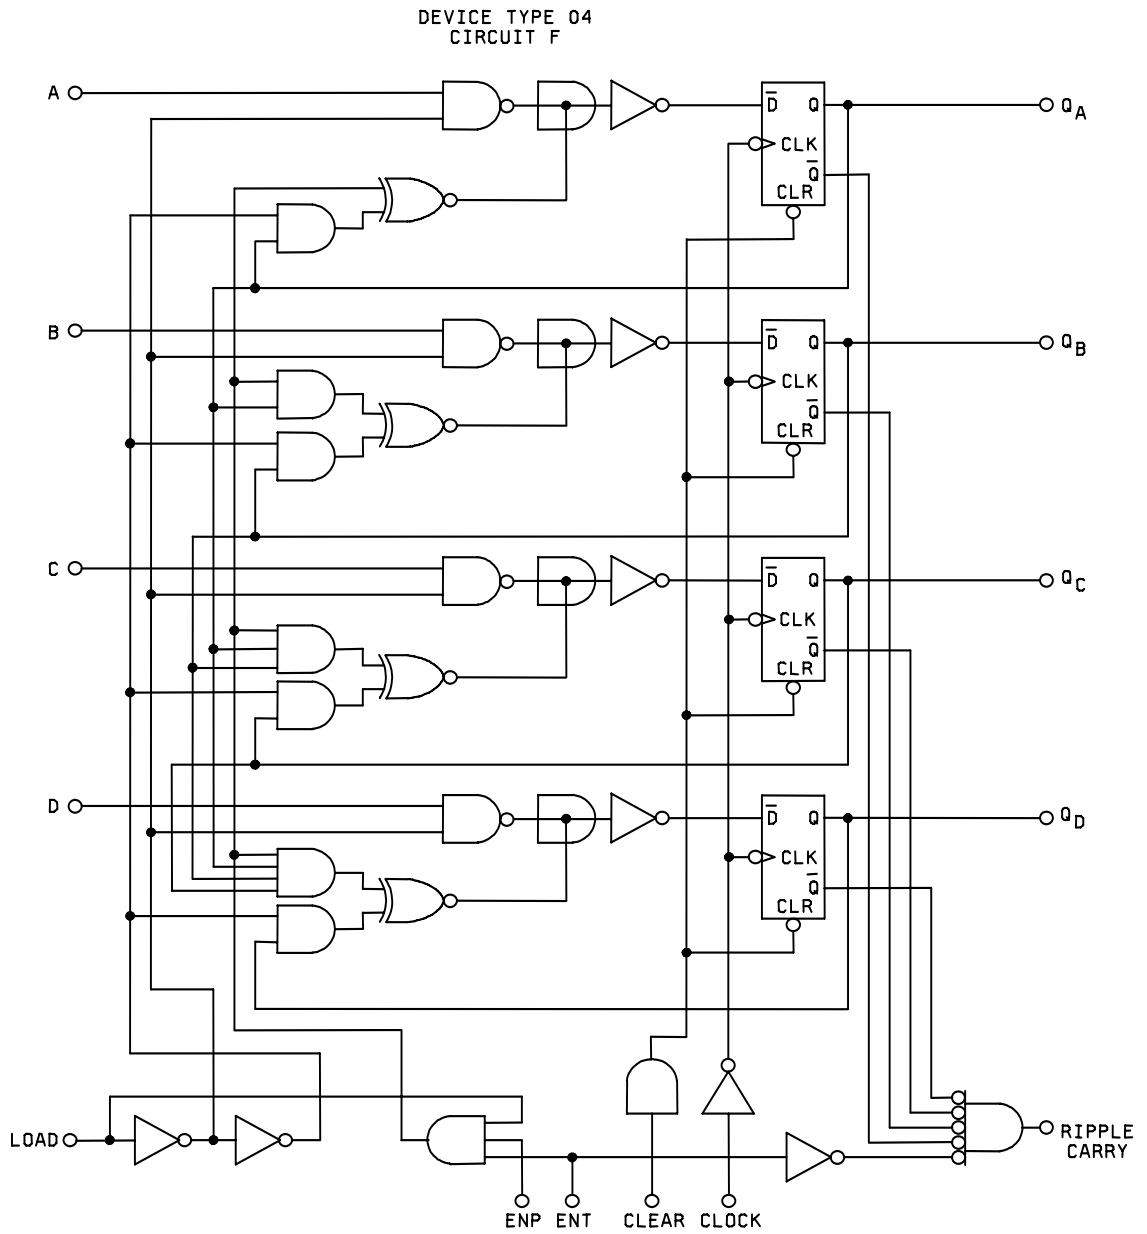 DEVICE TYPE 04
CIRCUIT F
A
D̅ Q
Q A
CLK
Q̅
CLR
B
D̅ Q
Q B
CLK
Q̅
CLR
C
D̅ Q
Q C
CLK
Q̅
CLR
D
D̅ Q
Q D
CLK
Q̅
CLR
LOAD
RIPPLE
CARRY
ENP ENT CLEAR CLOCK